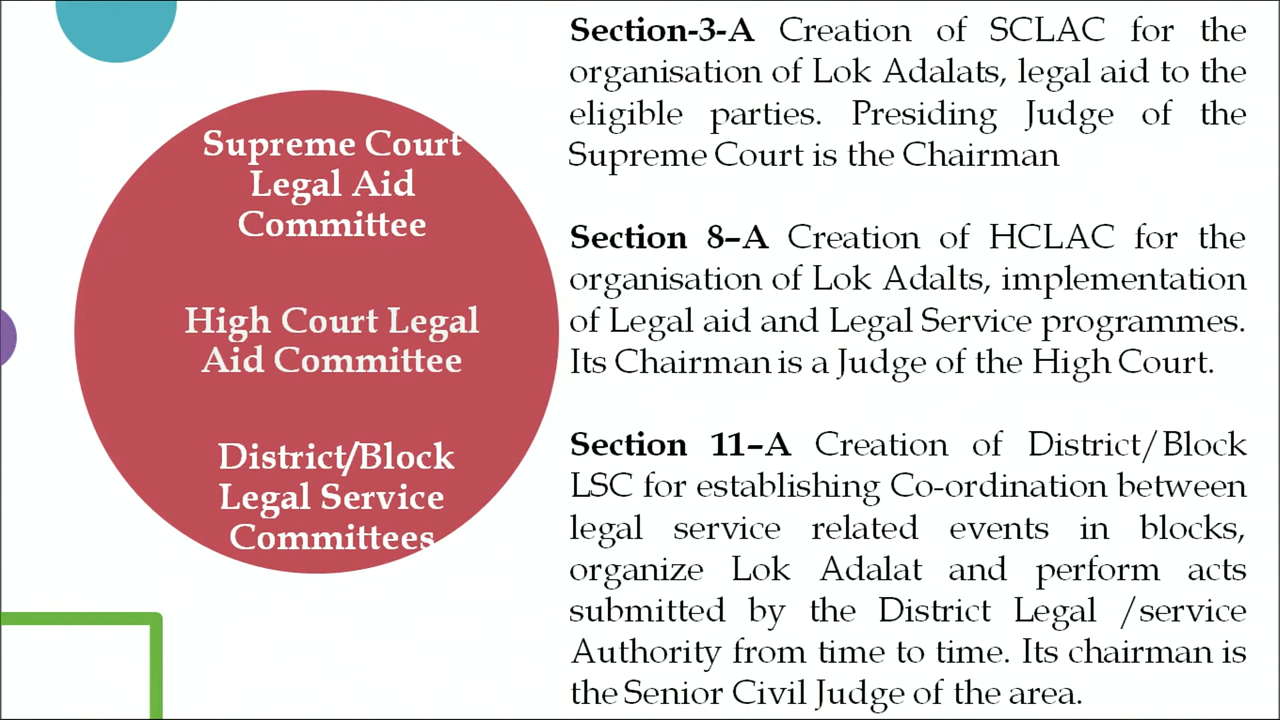 Supreme Court
Legal Aid
Committee
High Court Legal
Aid Committee
District/Block
Legal Service
Committees
Section-3-A Creation of SCLAC for the
organisation of Lok Adalats, legal aid to the
eligible parties. Presiding Judge of the
Supreme Court is the Chairman
Section 8–A Creation of HCLAC for the
organisation of Lok Adalts, implementation
of Legal aid and Legal Service programmes.
Its Chairman is a Judge of the High Court.
Section 11–A Creation of District/Block
LSC for establishing Co-ordination between
legal service related events in blocks,
organize Lok Adalat and perform acts
submitted by the District Legal /service
Authority from time to time. Its chairman is
the Senior Civil Judge of the area.